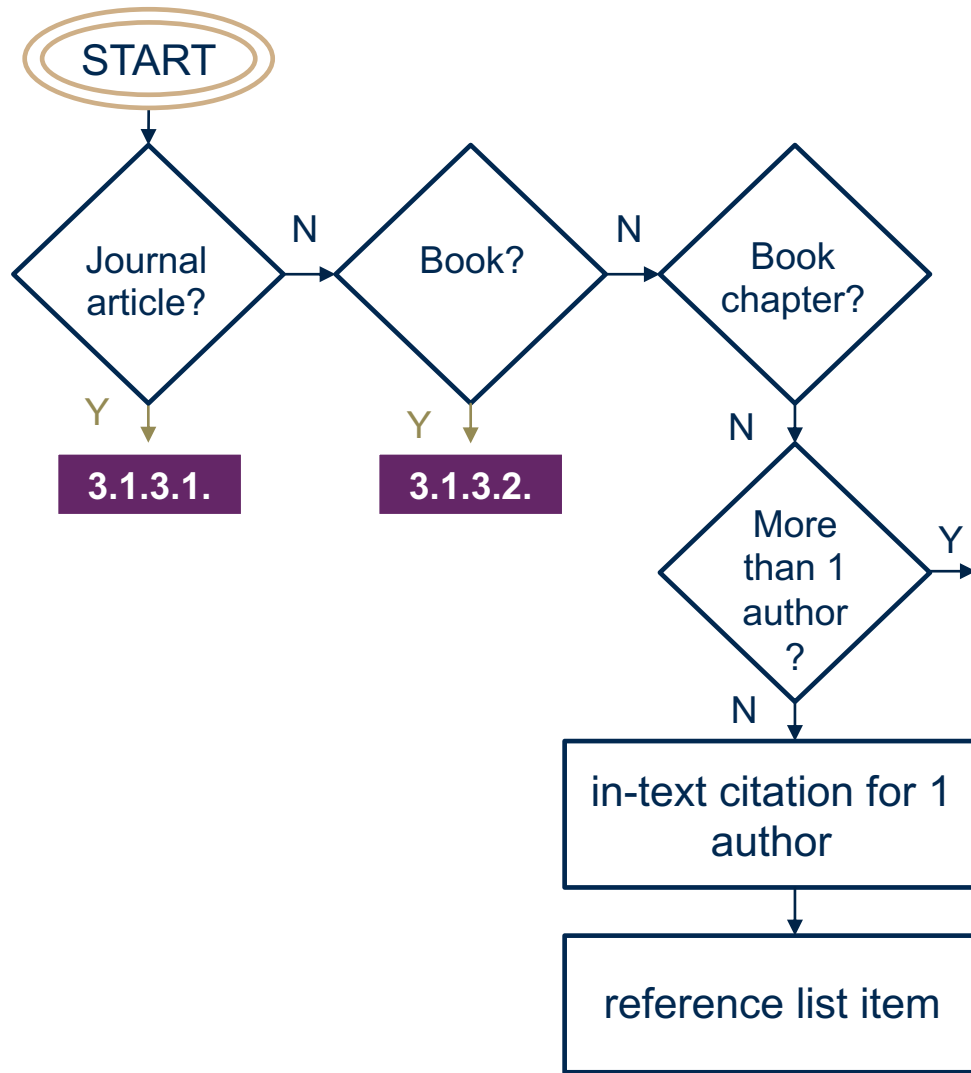 START
Journal
article?
N
Book?
N
Book
chapter?
Y
Y
N
3.1.3.1.
3.1.3.2.
More
than 1
author
?
Y
N
in-text citation for 1
author
reference list item